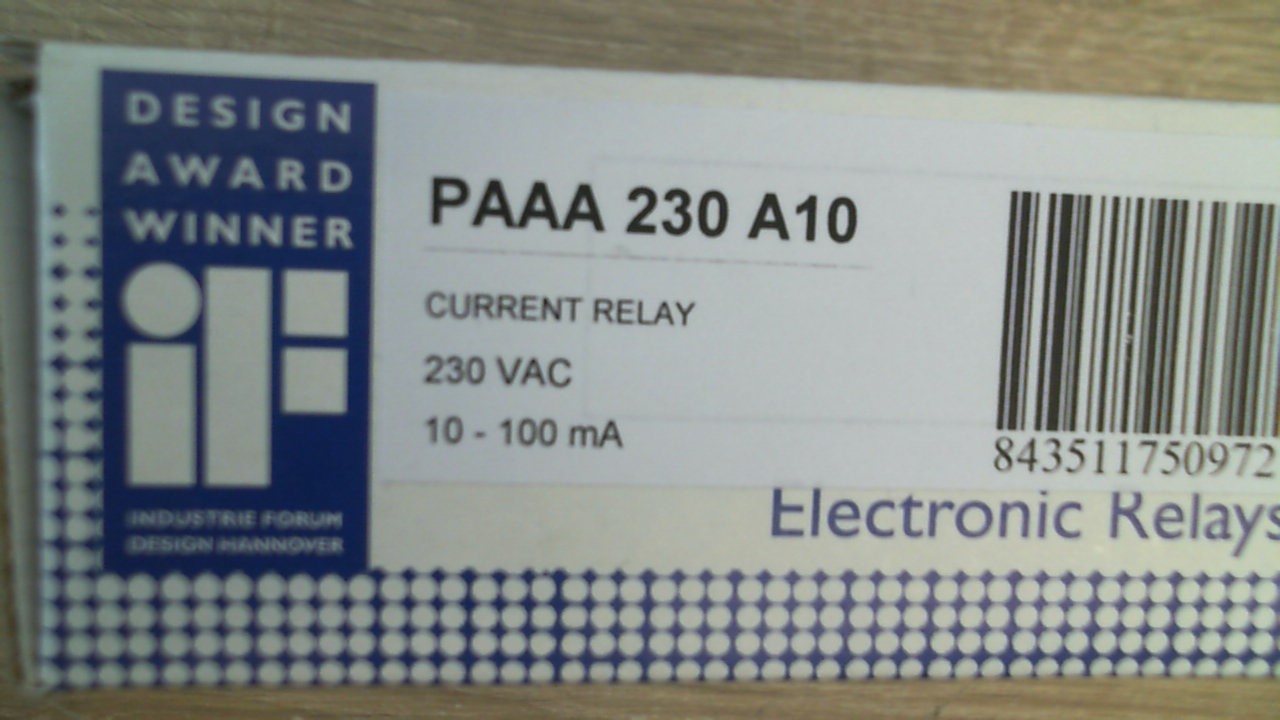 DESIGN
AWARD
WINNER
iF
INDUSTRIE FORUM
DESIGN HANNOVER
PAAA 230 A10
CURRENT RELAY
230 VAC
10 - 100 mA
843511750972
Electronic Relays